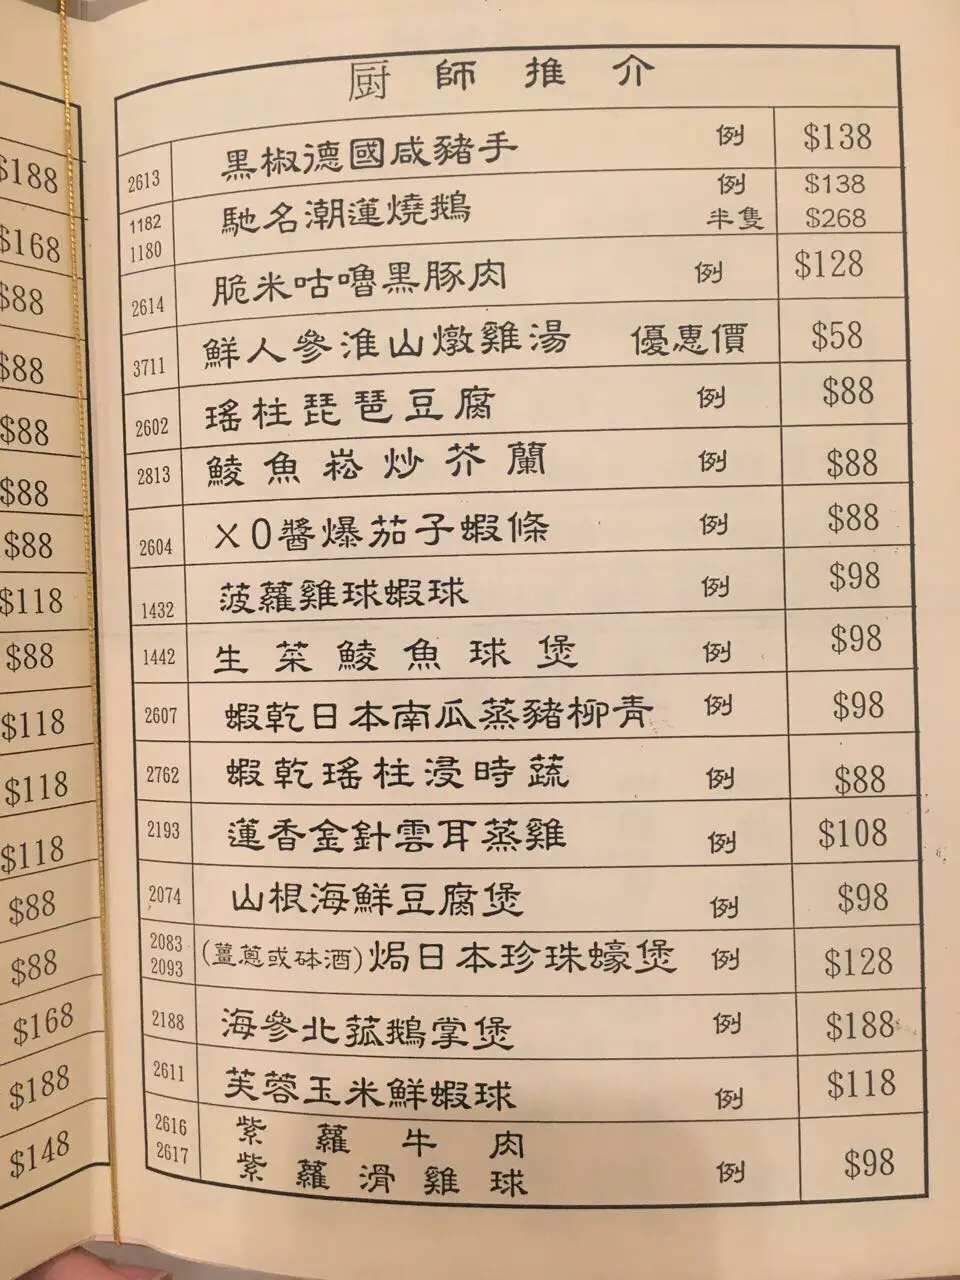 $188
$168
$88
$88
$88
$88
$88
$118
$88
$118
$118
$118
$88
$88
$168
$188
$148
厨師推介
2613 黑椒德國咸豬手 例 $138
1182 馳名潮蓮燒鵝 例 $138
1180 半隻 $268
2614 脆米咕嚕黑豚肉 例 $128
3711 鮮人參淮山燉雞湯 優惠價 $58
2602 瑤柱琵琶豆腐 例 $88
2813 鯪魚崧炒芥蘭 例 $88
2604 XO醬爆茄子蝦條 例 $88
1432 菠蘿雞球蝦球 例 $98
1442 生菜鯪魚球煲 例 $98
2607 蝦乾日本南瓜蒸豬柳青 例 $98
2762 蝦乾瑤柱浸時蔬 例 $88
2193 蓮香金針雲耳蒸雞 例 $108
2074 山根海鮮豆腐煲 例 $98
2083
2093 (薑蔥或砵酒)焗日本珍珠蠔煲 例 $128
2188 海參北菰鵝掌煲 例 $188
2611 芙蓉玉米鮮蝦球 例 $118
2616 紫蘿牛肉
2617 紫蘿滑雞球 例 $98